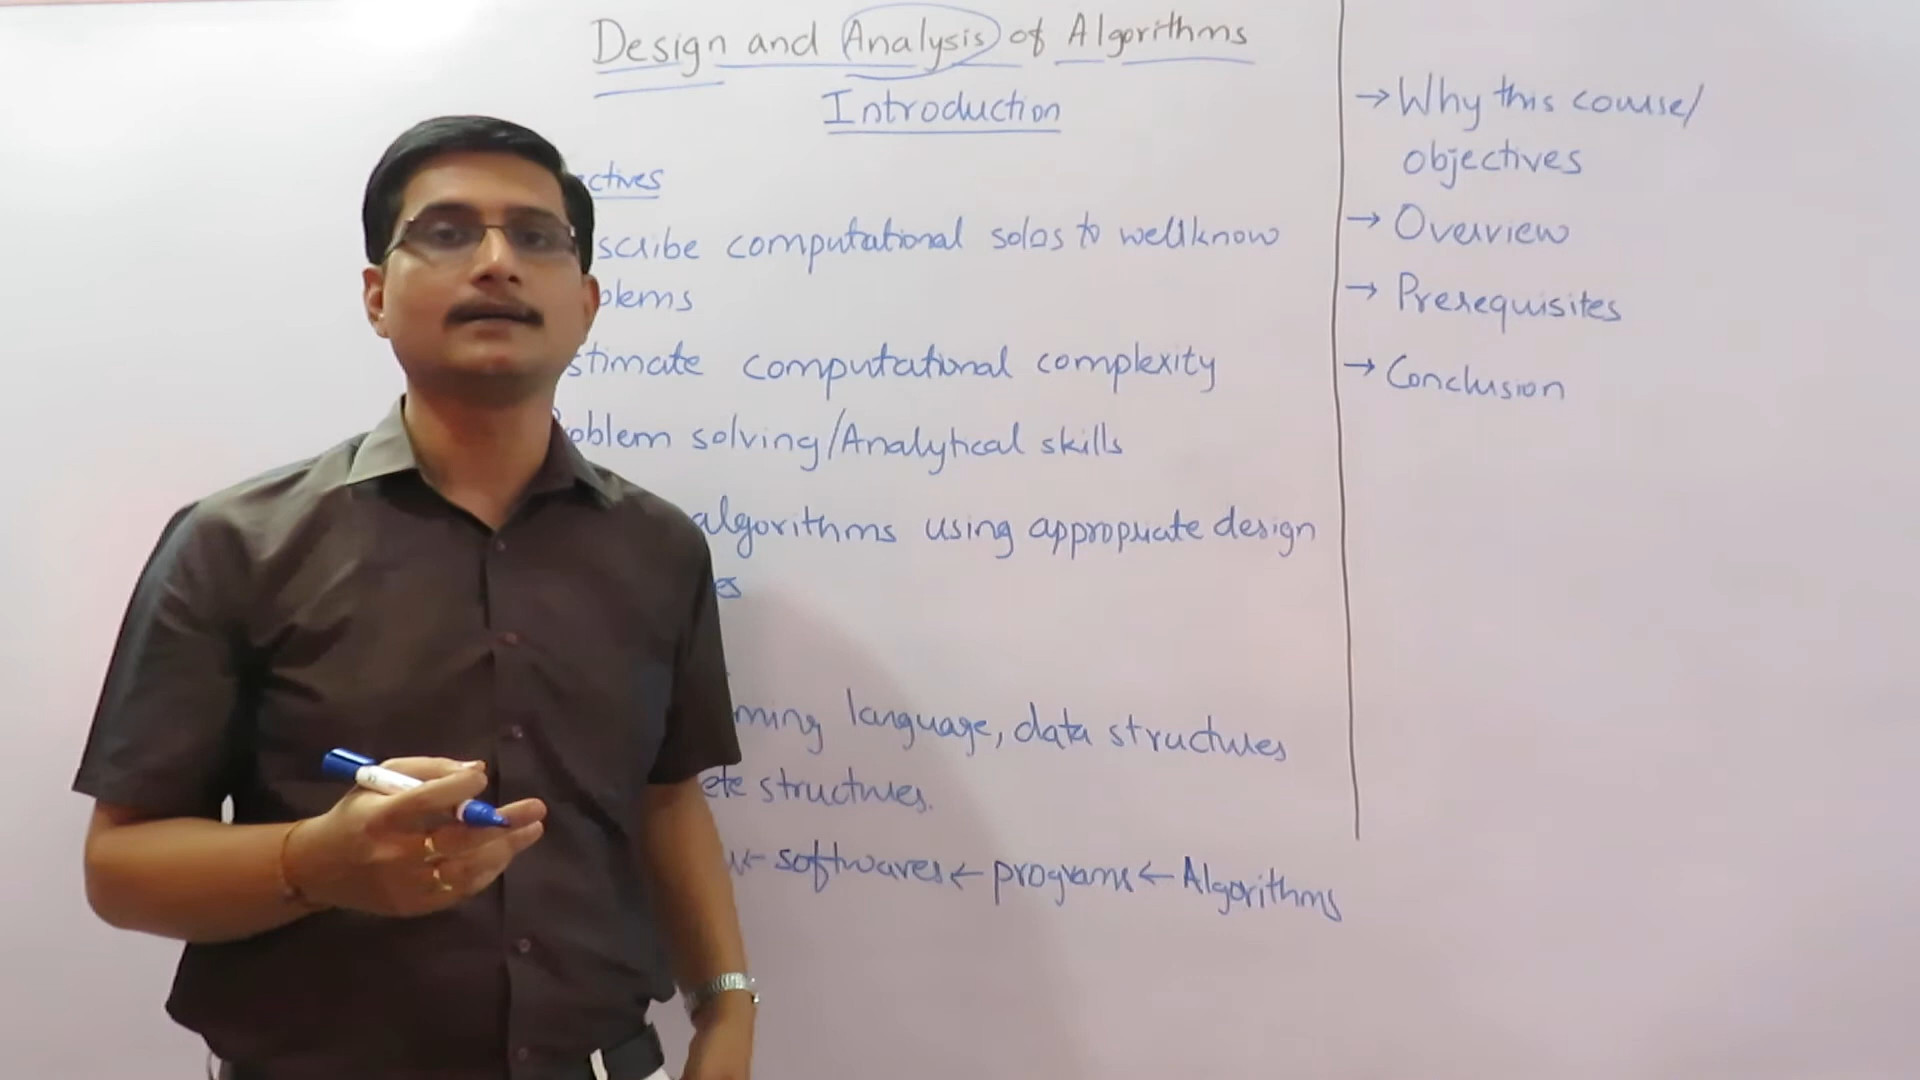 Design and Analysis of Algorithms
Introduction
ctives
scribe computational solns to wellknow
blems
stimate computational complexity
oblem solving/Analytical skills
algorithms using appropriate design
es
ming language, data structures
ete structures.
← softwares ← programs ← Algorithms
→ Why this course/
objectives
→ Overview
→ Prerequisites
→ Conclusion